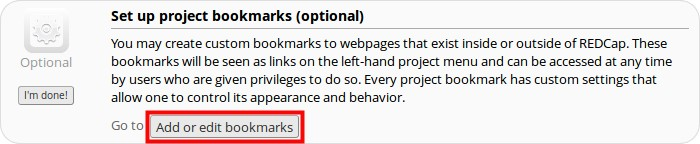 Set up project bookmarks (optional)
Optional
I'm done!
You may create custom bookmarks to webpages that exist inside or outside of REDCap. These
bookmarks will be seen as links on the left-hand project menu and can be accessed at any time
by users who are given privileges to do so. Every project bookmark has custom settings that
allow one to control its appearance and behavior.
Go to Add or edit bookmarks